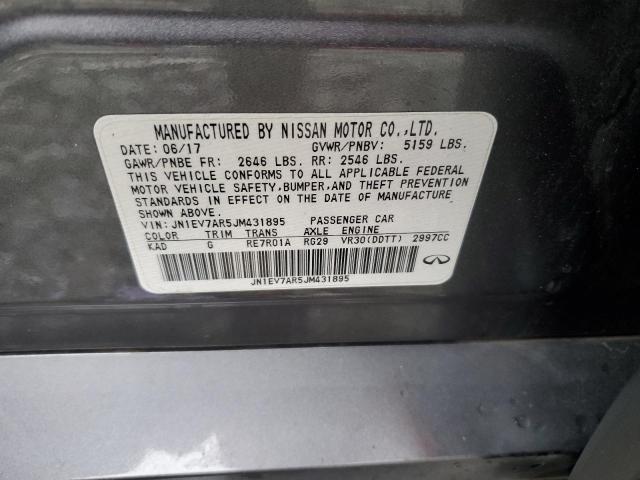 MANUFACTURED BY NISSAN MOTOR CO.,LTD.
DATE: 06/17 GVWR/PNBV: 5159 LBS.
GAWR/PNBE FR: 2646 LBS. RR: 2546 LBS.
THIS VEHICLE CONFORMS TO ALL APPLICABLE FEDERAL
MOTOR VEHICLE SAFETY,BUMPER,AND THEFT PREVENTION
STANDARDS IN EFFECT ON THE DATE OF MANUFACTURE
SHOWN ABOVE.
VIN: JN1EV7AR5JM431895 PASSENGER CAR
COLOR TRIM TRANS AXLE ENGINE
KAD G RE7R01A RG29 VR30(DDTT) 2997CC
JN1EV7AR5JM431895